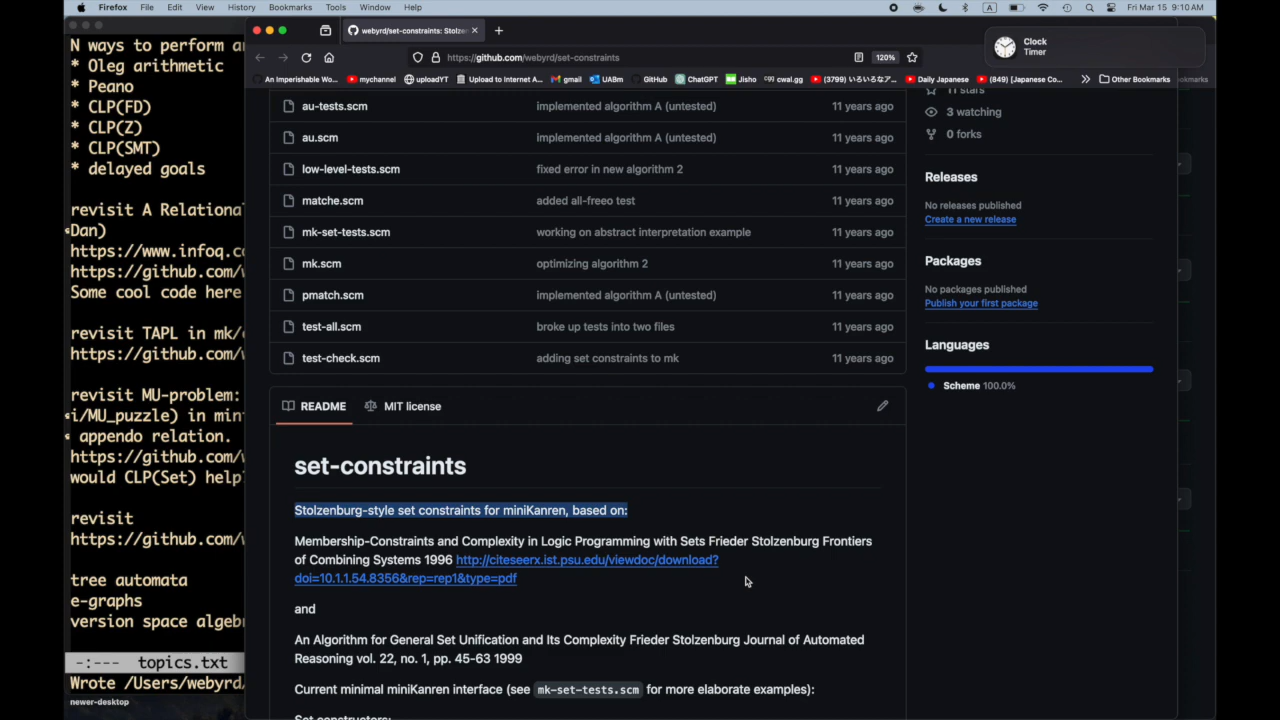 Firefox File Edit View History Bookmarks Tools Window Help
A Fri Mar 15 9:10 AM
webyrd/set-constraints: Stolze
https://github.com/webyrd/set-constraints
120%
Clock
Timer
An Imperishable Wo... mychannel uploadYT Upload to Internet A... gmail UABm GitHub ChatGPT Jisho cwal.gg (3799) いろいろなア... Daily Japanese (849) [Japanese Co... Other Bookmarks
N ways to perform ar
* Oleg arithmetic
* Peano
* CLP(FD)
* CLP(Z)
* CLP(SMT)
* delayed goals
revisit A Relational
Dan)
https://www.infoq.co
https://github.com/w
Some cool code here
revisit TAPL in mk/
https://github.com/w
revisit MU-problem:
i/MU_puzzle) in min
appendo relation.
https://github.com/w
would CLP(Set) help
revisit
https://github.com/w
tree automata
e-graphs
version space algeb
-:--- topics.txt
Wrote /Users/webyrd/
newer-desktop
au-tests.scm implemented algorithm A (untested) 11 years ago
au.scm implemented algorithm A (untested) 11 years ago
low-level-tests.scm fixed error in new algorithm 2 11 years ago
matche.scm added all-freeo test 11 years ago
mk-set-tests.scm working on abstract interpretation example 11 years ago
mk.scm optimizing algorithm 2 11 years ago
pmatch.scm implemented algorithm A (untested) 11 years ago
test-all.scm broke up tests into two files 11 years ago
test-check.scm adding set constraints to mk 11 years ago
README MIT license
set-constraints
Stolzenburg-style set constraints for miniKanren, based on:
Membership-Constraints and Complexity in Logic Programming with Sets Frieder Stolzenburg Frontiers
of Combining Systems 1996 http://citeseerx.ist.psu.edu/viewdoc/download?
doi=10.1.1.54.8356&rep=rep1&type=pdf
and
An Algorithm for General Set Unification and Its Complexity Frieder Stolzenburg Journal of Automated
Reasoning vol. 22, no. 1, pp. 45-63 1999
Current minimal miniKanren interface (see mk-set-tests.scm for more elaborate examples):
Set constructors:
11 stars
3 watching
0 forks
Releases
No releases published
Create a new release
Packages
No packages published
Publish your first package
Languages
Scheme 100.0%